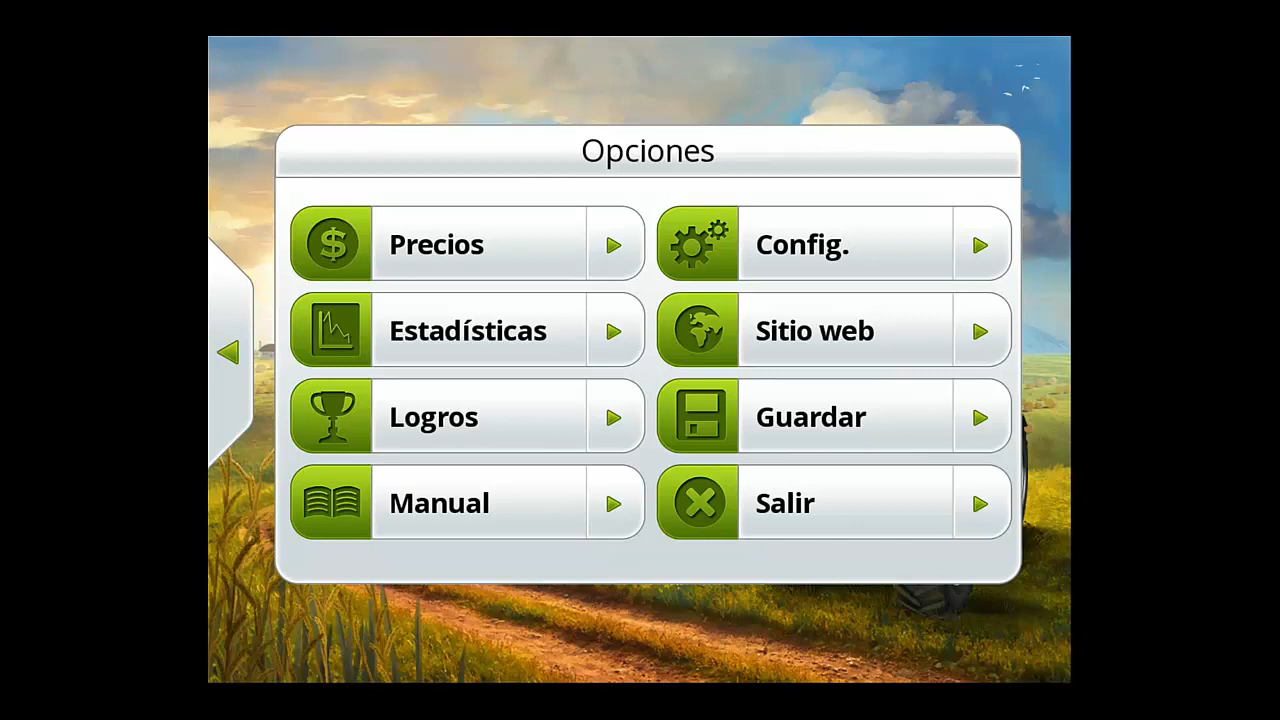 Opciones
Precios
Config.
Estadísticas
Sitio web
Logros
Guardar
Manual
Salir